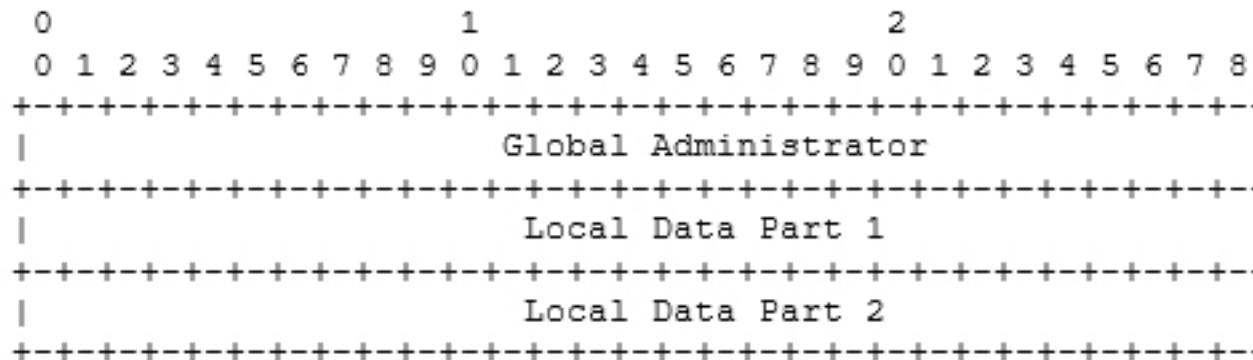 0                   1                   2
0 1 2 3 4 5 6 7 8 9 0 1 2 3 4 5 6 7 8 9 0 1 2 3 4 5 6 7 8
+-+-+-+-+-+-+-+-+-+-+-+-+-+-+-+-+-+-+-+-+-+-+-+-+-+-+-+-+-
|                      Global Administrator
+-+-+-+-+-+-+-+-+-+-+-+-+-+-+-+-+-+-+-+-+-+-+-+-+-+-+-+-+-
|                       Local Data Part 1
+-+-+-+-+-+-+-+-+-+-+-+-+-+-+-+-+-+-+-+-+-+-+-+-+-+-+-+-+-
|                       Local Data Part 2
+-+-+-+-+-+-+-+-+-+-+-+-+-+-+-+-+-+-+-+-+-+-+-+-+-+-+-+-+-